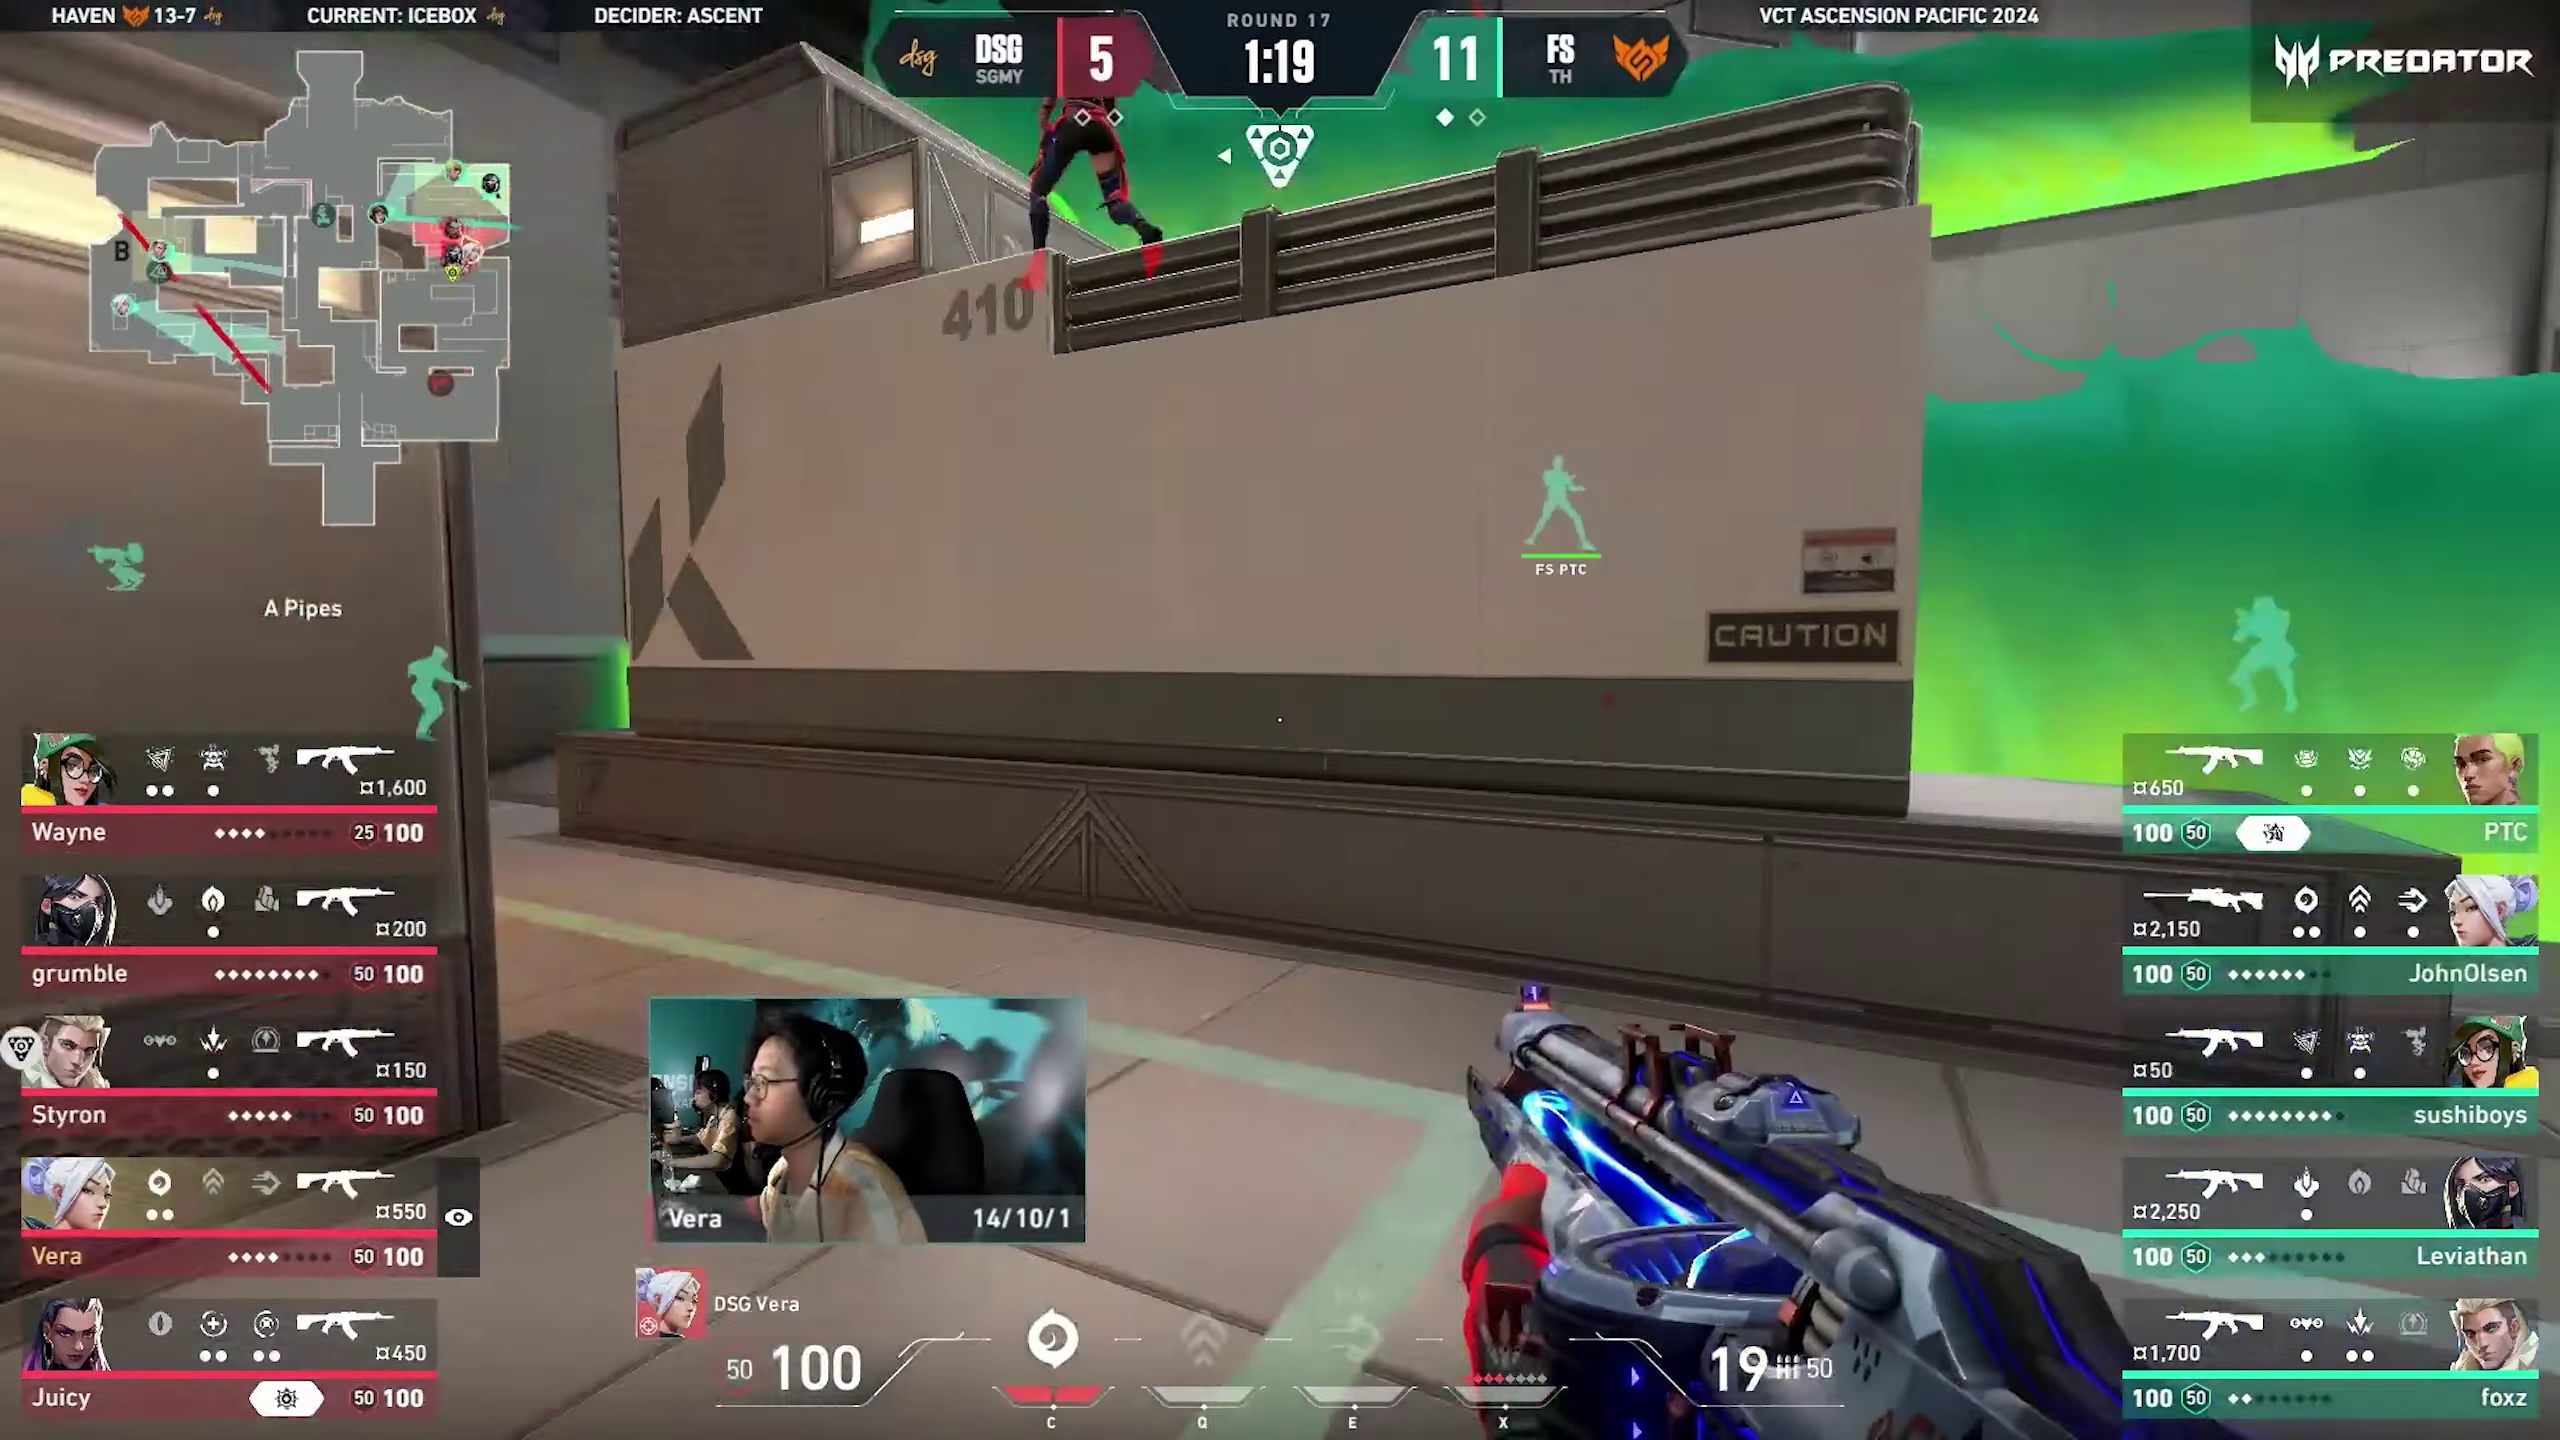 HAVEN 13-7 dsg
CURRENT: ICEBOX dsg
DECIDER: ASCENT
VCT ASCENSION PACIFIC 2024
PREDATOR
dsg DSG SGMY 5
ROUND 17
1:19
11 FS TH
B
410
A Pipes
FS PTC
CAUTION
¤1,600
Wayne 25 100
¤200
grumble 50 100
¤150
Styron 50 100
¤550
Vera 50 100
¤450
Juicy 50 100
¤650
100 50 PTC
¤2,150
100 50 JohnOlsen
¤50
100 50 sushiboys
¤2,250
100 50 Leviathan
¤1,700
100 50 foxz
Vera 14/10/1
DSG Vera
50 100
C Q E X
19 50